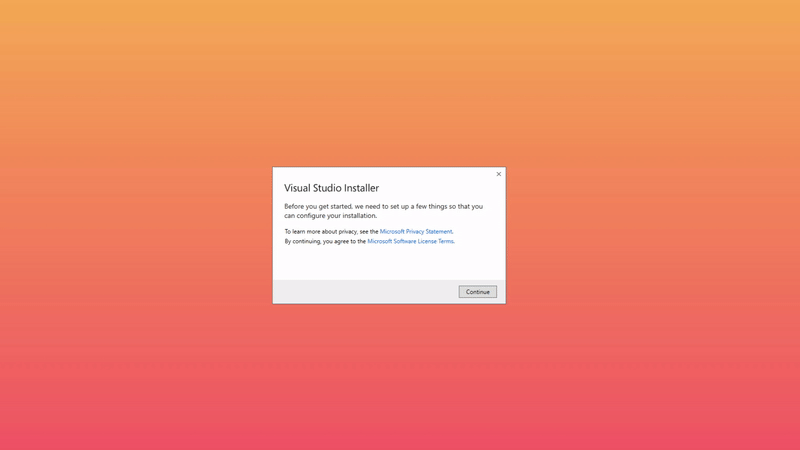 Visual Studio Installer
Before you get started, we need to set up a few things so that you
can configure your installation.
To learn more about privacy, see the Microsoft Privacy Statement.
By continuing, you agree to the Microsoft Software License Terms.
Continue